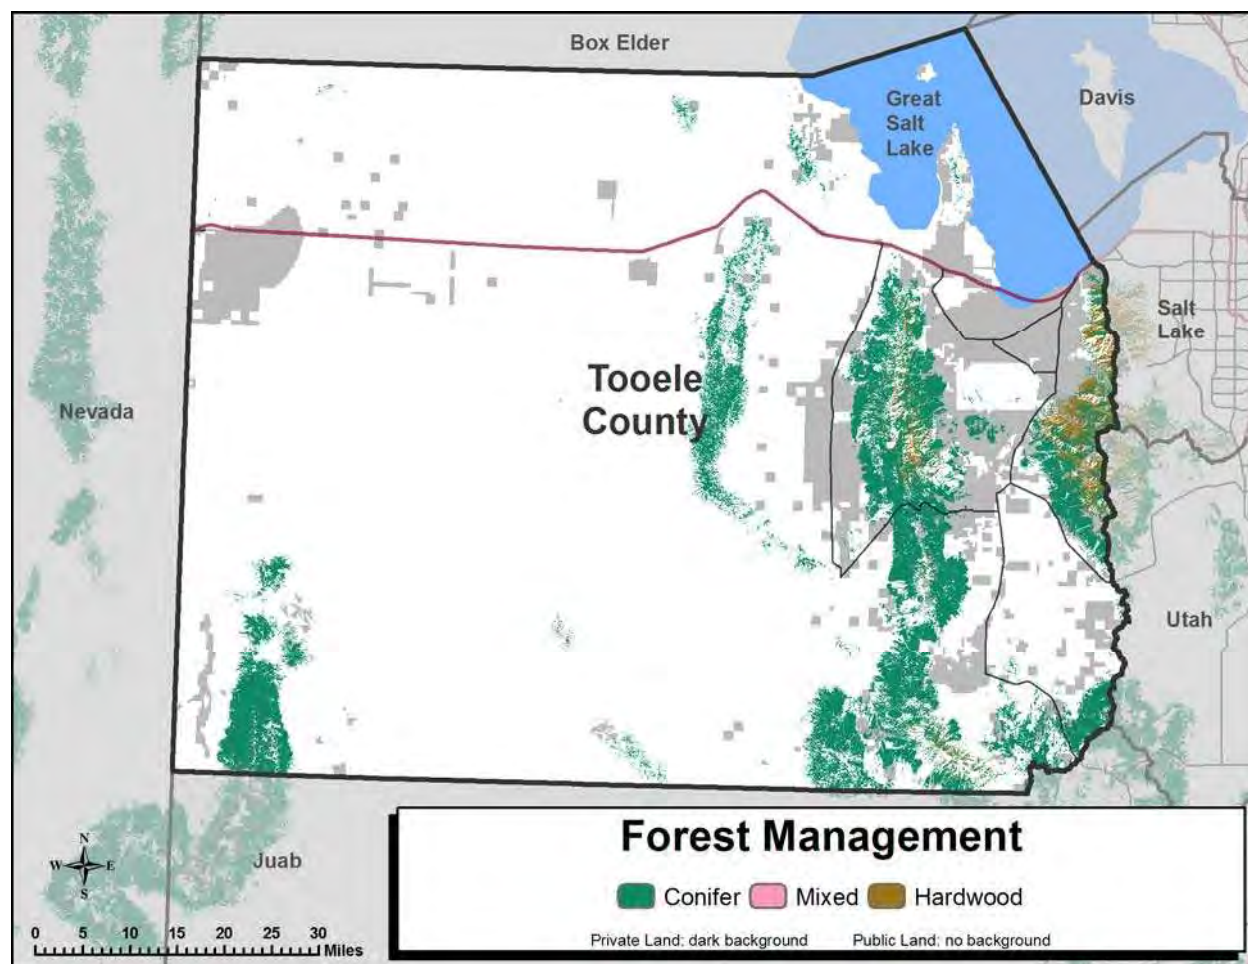 Box Elder
Great
Salt
Lake
Davis
Salt
Lake
Tooele
County
Nevada
Utah
Juab
N
W E
S
0 5 10 15 20 25 30
Miles
Forest Management
Conifer Mixed Hardwood
Private Land: dark background Public Land: no background